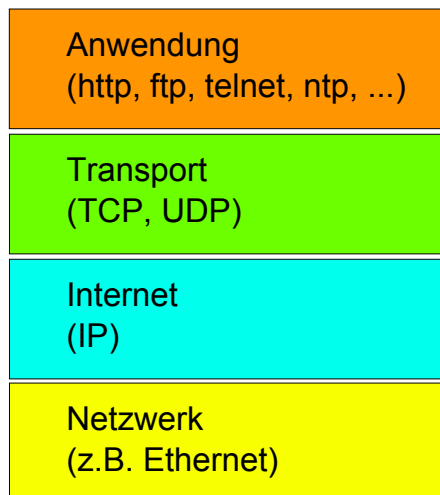 Anwendung
(http, ftp, telnet, ntp, ...)
Transport
(TCP, UDP)
Internet
(IP)
Netzwerk
(z.B. Ethernet)